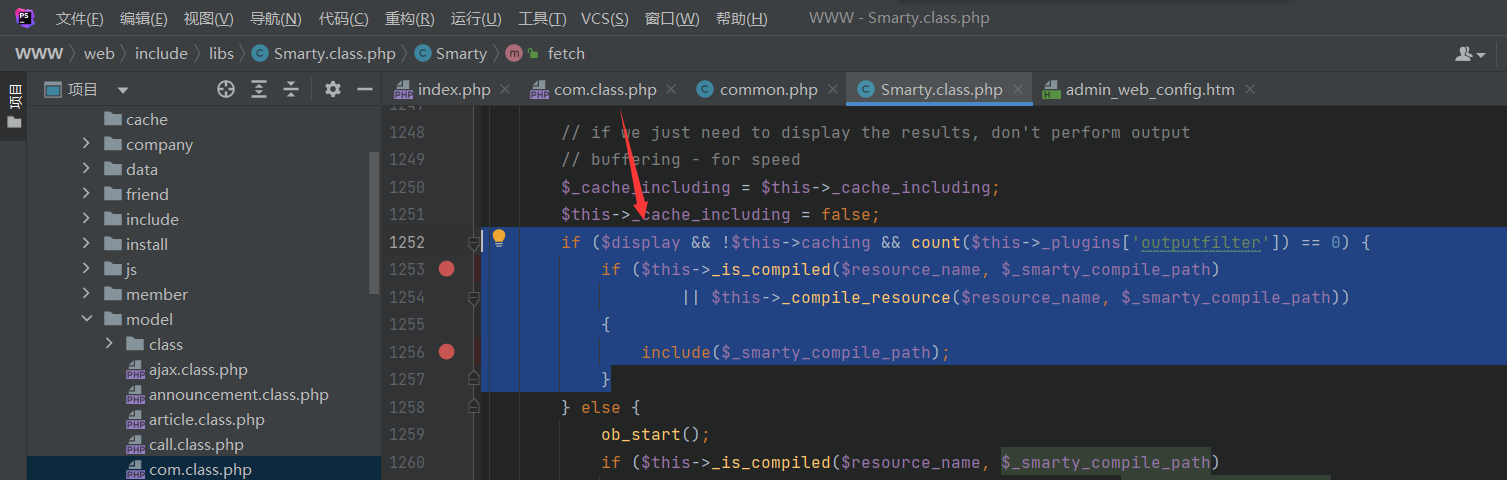 文件(F) 编辑(E) 视图(V) 导航(N) 代码(C) 重构(R) 运行(U) 工具(T) VCS(S) 窗口(W) 帮助(H) WWW - Smarty.class.php
WWW web include libs Smarty.class.php Smarty fetch
项目
项目
index.php com.class.php common.php Smarty.class.php admin_web_config.htm
cache
company
data
friend
include
install
js
member
model
class
ajax.class.php
announcement.class.php
article.class.php
call.class.php
com.class.php
1247
1248 // if we just need to display the results, don't perform output
1249 // buffering - for speed
1250 $_cache_including = $this->_cache_including;
1251 $this->_cache_including = false;
1252 if ($display && !$this->caching && count($this->_plugins['outputfilter']) == 0) {
1253 if ($this->_is_compiled($resource_name, $_smarty_compile_path)
1254 || $this->_compile_resource($resource_name, $_smarty_compile_path))
1255 {
1256 include($_smarty_compile_path);
1257 }
1258 } else {
1259 ob_start();
1260 if ($this->_is_compiled($resource_name, $_smarty_compile_path)